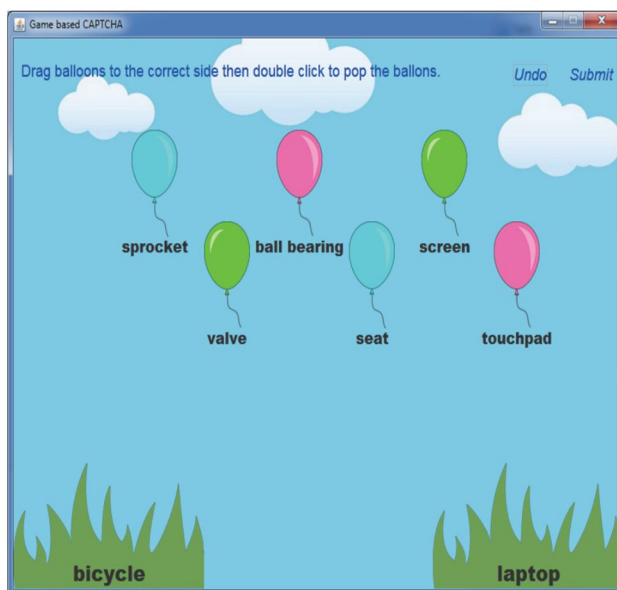 Game based CAPTCHA
Drag balloons to the correct side then double click to pop the ballons.
Undo Submit
sprocket ball bearing screen
valve seat touchpad
bicycle laptop